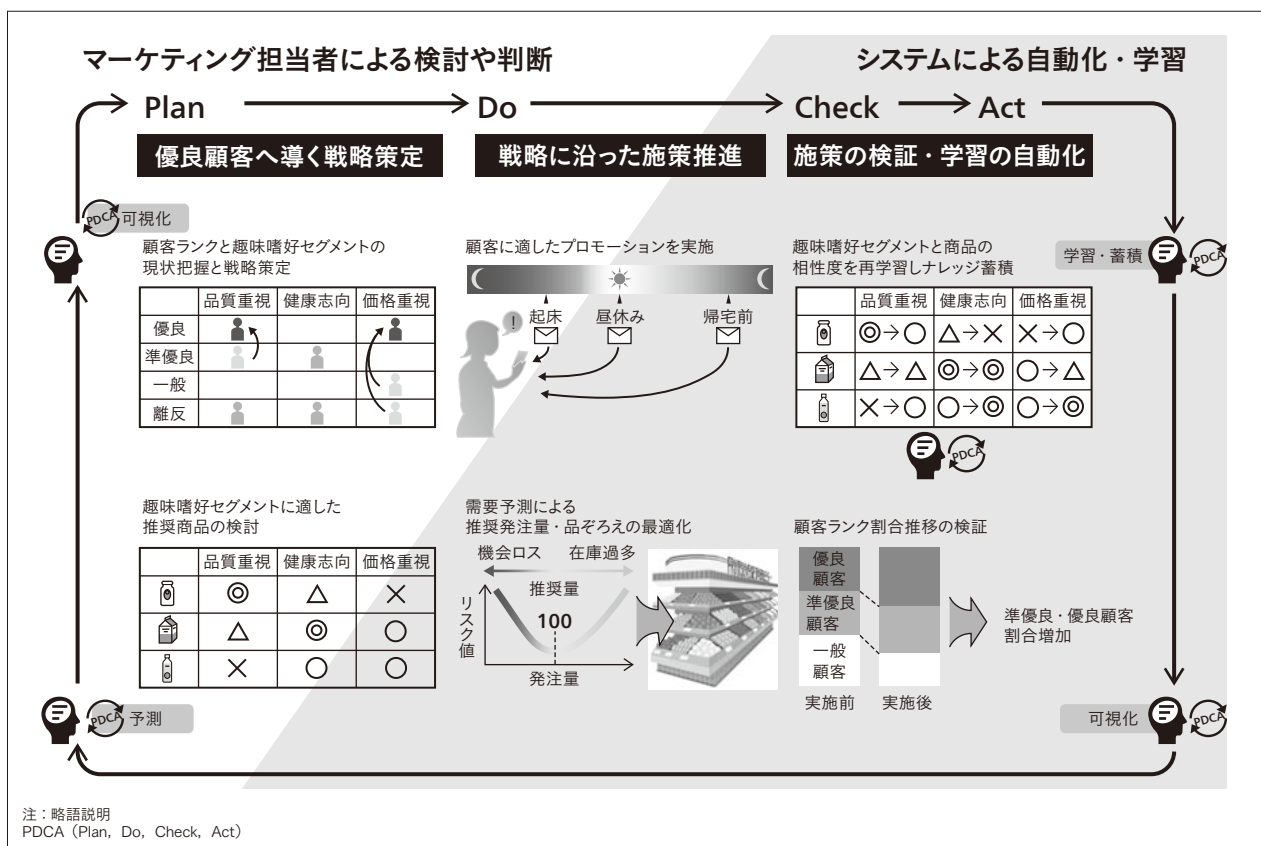 マーケティング担当者による検討や判断
システムによる自動化・学習
Plan
Do
Check
Act
優良顧客へ導く戦略策定
戦略に沿った施策推進
施策の検証・学習の自動化
PDCA
可視化
顧客ランクと趣味嗜好セグメントの
現状把握と戦略策定
品質重視 健康志向 価格重視
優良
準優良
一般
離反
顧客に適したプロモーションを実施
!
起床 昼休み 帰宅前
趣味嗜好セグメントと商品の
相性度を再学習しナレッジ蓄積
学習・蓄積
PDCA
品質重視 健康志向 価格重視
◎→○ △→× ×→○
△→△ ◎→◎ ○→△
×→○ ○→◎ ○→◎
PDCA
趣味嗜好セグメントに適した
推奨商品の検討
品質重視 健康志向 価格重視
◎ △ ×
△ ◎ ○
× ○ ○
PDCA
予測
需要予測による
推奨発注量・品ぞろえの最適化
機会ロス 在庫過多
推奨量
100
リスク値
発注量
顧客ランク割合推移の検証
優良
顧客
準優良
顧客
一般
顧客
実施前 実施後
準優良・優良顧客
割合増加
可視化
PDCA
注：略語説明
PDCA（Plan, Do, Check, Act）